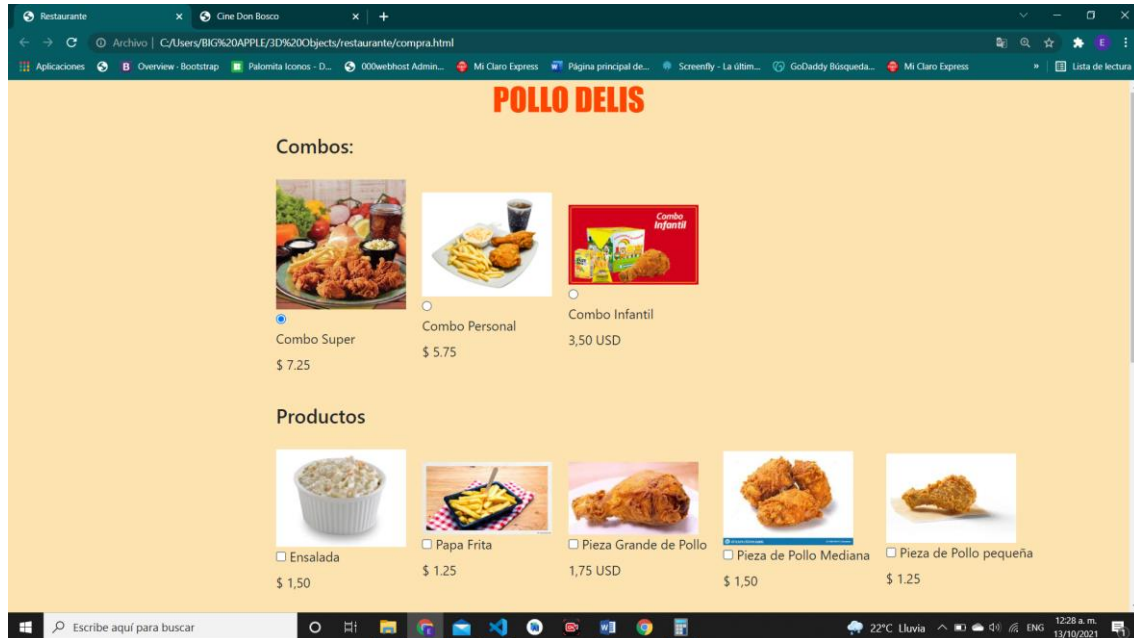 Restaurante
Cine Don Bosco
Archivo | C:/Users/BIG%20APPLE/3D%20Objects/restaurante/compra.html
Aplicaciones
Overview · Bootstrap
Palomita Iconos - D...
000webhost Admin...
Mi Claro Express
Página principal de...
Screenfly - La últim...
GoDaddy Búsqueda...
Mi Claro Express
»
Lista de lectura
POLLO DELIS
Combos:
Combo
Infantil
Combo Super
$ 7.25
Combo Personal
$ 5.75
Combo Infantil
3,50 USD
Productos
Ensalada
$ 1,50
Papa Frita
$ 1.25
Pieza Grande de Pollo
1,75 USD
Pieza de Pollo Mediana
$ 1,50
Pieza de Pollo pequeña
$ 1.25
Escribe aquí para buscar
22°C Lluvia
ENG
12:28 a. m.
13/10/2021